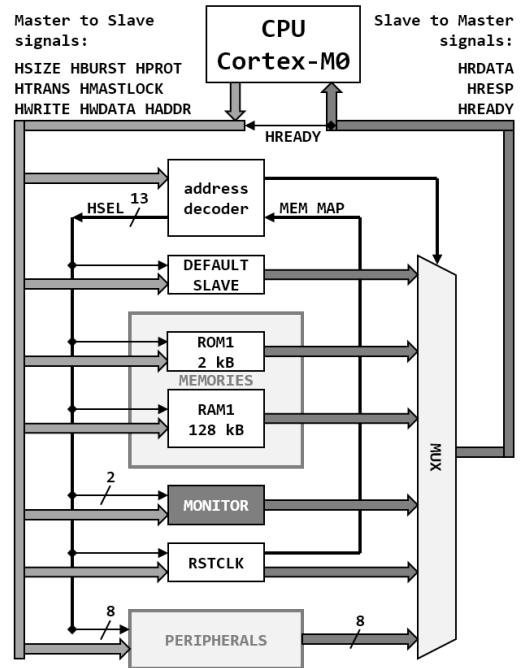 Master to Slave
signals:
HSIZE HBURST HPROT
HTRANS HMASTLOCK
HWRITE HWDATA HADDR
CPU
Cortex-M0
Slave to Master
signals:
HRDATA
HRESP
HREADY
HREADY
address
decoder
HSEL
13
MEM MAP
DEFAULT
SLAVE
ROM1
2 kB
MEMORIES
RAM1
128 kB
MUX
2
MONITOR
RSTCLK
8
PERIPHERALS
8